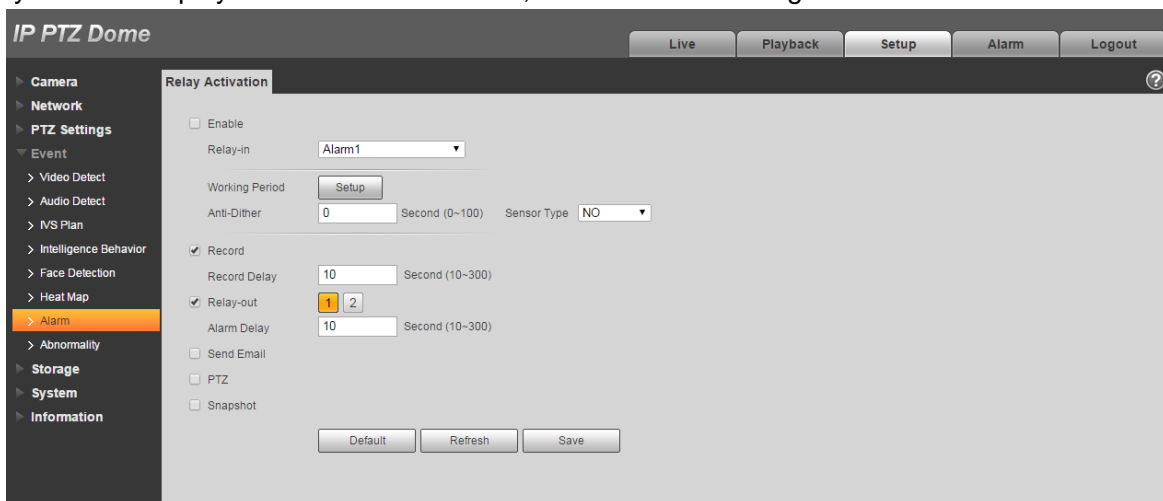 IP PTZ Dome
Live Playback Setup Alarm Logout
Camera
Network
PTZ Settings
Event
> Video Detect
> Audio Detect
> IVS Plan
> Intelligence Behavior
> Face Detection
> Heat Map
> Alarm
> Abnormality
Storage
System
Information
Relay Activation
?
Enable
Relay-in Alarm1
Working Period Setup
Anti-Dither 0 Second (0~100) Sensor Type NO
Record
Record Delay 10 Second (10~300)
Relay-out 1 2
Alarm Delay 10 Second (10~300)
Send Email
PTZ
Snapshot
Default Refresh Save